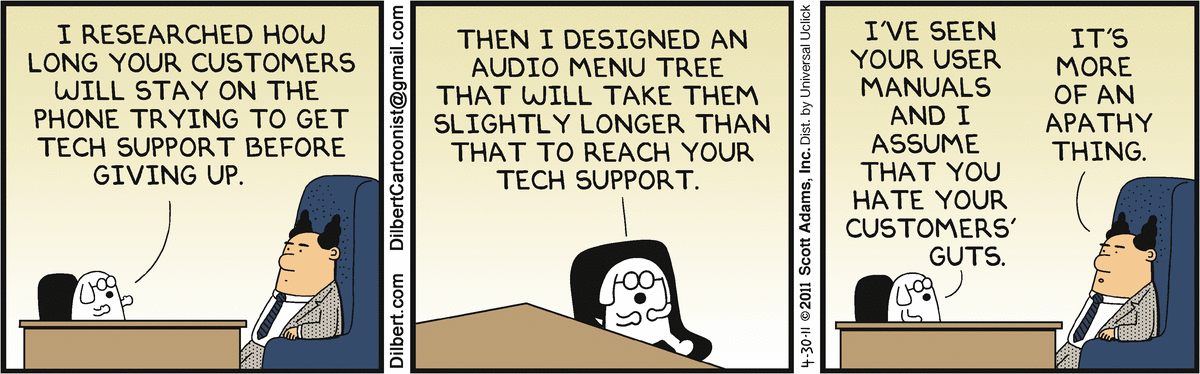 I RESEARCHED HOW
LONG YOUR CUSTOMERS
WILL STAY ON THE
PHONE TRYING TO GET
TECH SUPPORT BEFORE
GIVING UP.
Dilbert.com DilbertCartoonist@gmail.com
THEN I DESIGNED AN
AUDIO MENU TREE
THAT WILL TAKE THEM
SLIGHTLY LONGER THAN
THAT TO REACH YOUR
TECH SUPPORT.
4-30-11 ©2011 Scott Adams, Inc. Dist. by Universal Uclick
I'VE SEEN
YOUR USER
MANUALS
AND I
ASSUME
THAT YOU
HATE YOUR
CUSTOMERS'
GUTS.
IT'S
MORE
OF AN
APATHY
THING.